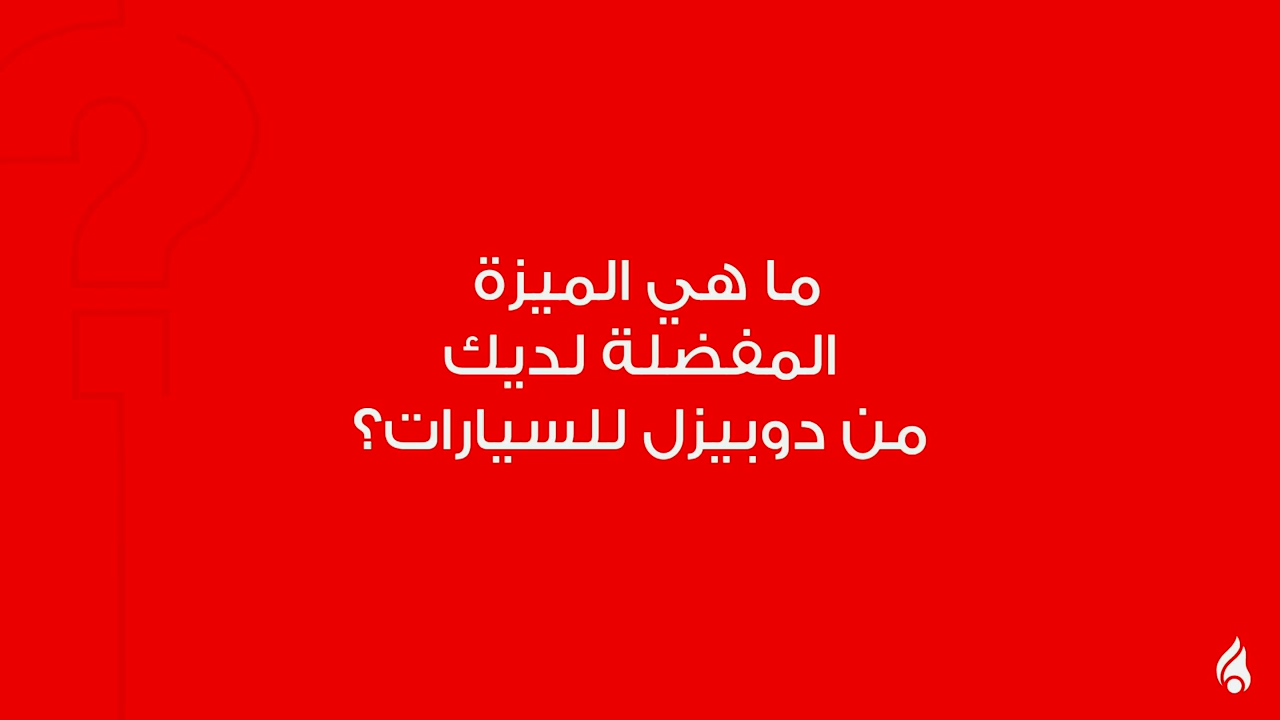 ما هي الميزة
المفضلة لديك
من دوبيزل للسيارات؟